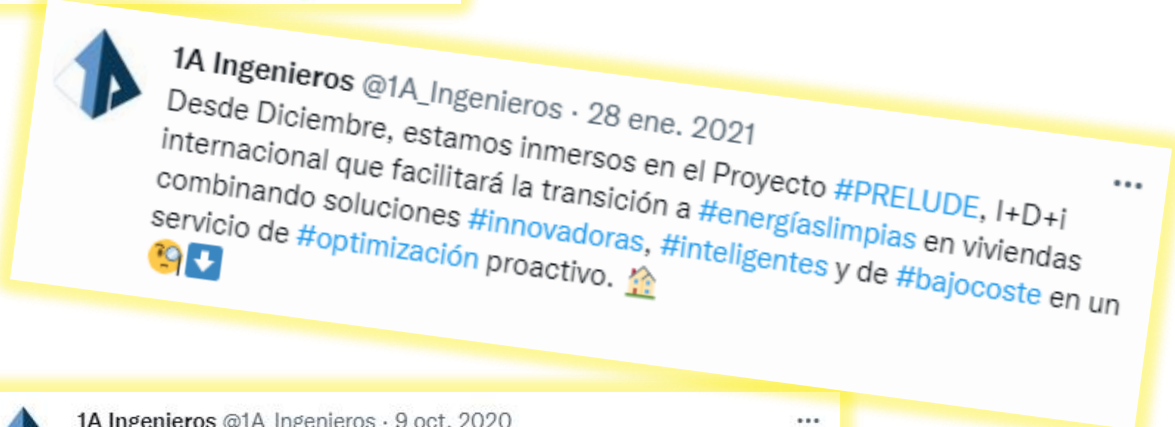 1A Ingenieros @1A_Ingenieros · 28 ene. 2021
Desde Diciembre, estamos inmersos en el Proyecto #PRELUDE, I+D+i
internacional que facilitará la transición a #energíaslimpias en viviendas
combinando soluciones #innovadoras, #inteligentes y de #bajocoste en un
servicio de #optimización proactivo. 🏠
🧐⬇️
1A Ingenieros @1A_Ingenieros · 9 oct. 2020